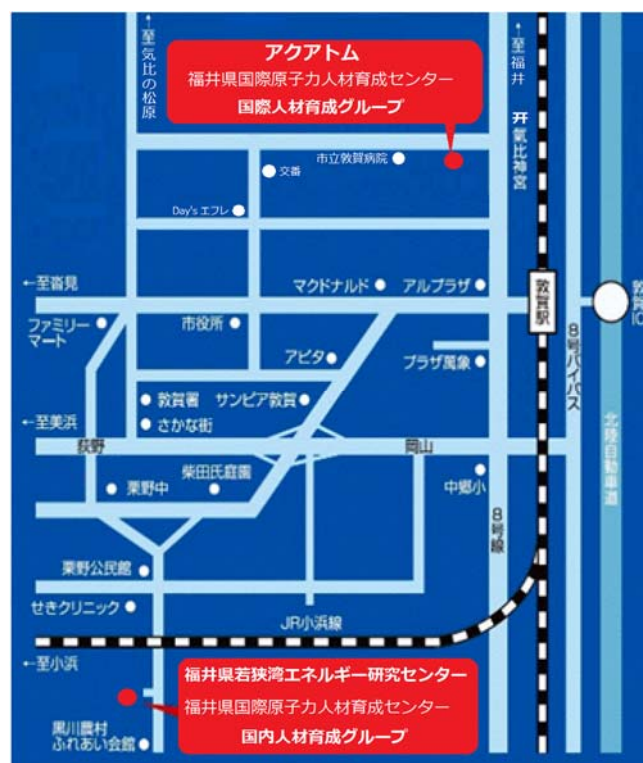 ←至気比の松原
アクアトム
福井県国際原子力人材育成センター
国際人材育成グループ
←至福井
氣比神宮
市立敦賀病院
交番
Day's エフレ
←至沓見
マクドナルド
アルプラザ
敦賀駅
敦賀IC
ファミリー
マート
市役所
8号バイパス
アピタ
プラザ萬象
敦賀署
サンピア敦賀
←至美浜
さかな街
北陸自動車道
荻野
岡山
柴田氏庭園
栗野中
中郷小
8号線
栗野公民館
せきクリニック
JR小浜線
←至小浜
福井県若狭湾エネルギー研究センター
福井県国際原子力人材育成センター
国内人材育成グループ
黒川農村
ふれあい会館